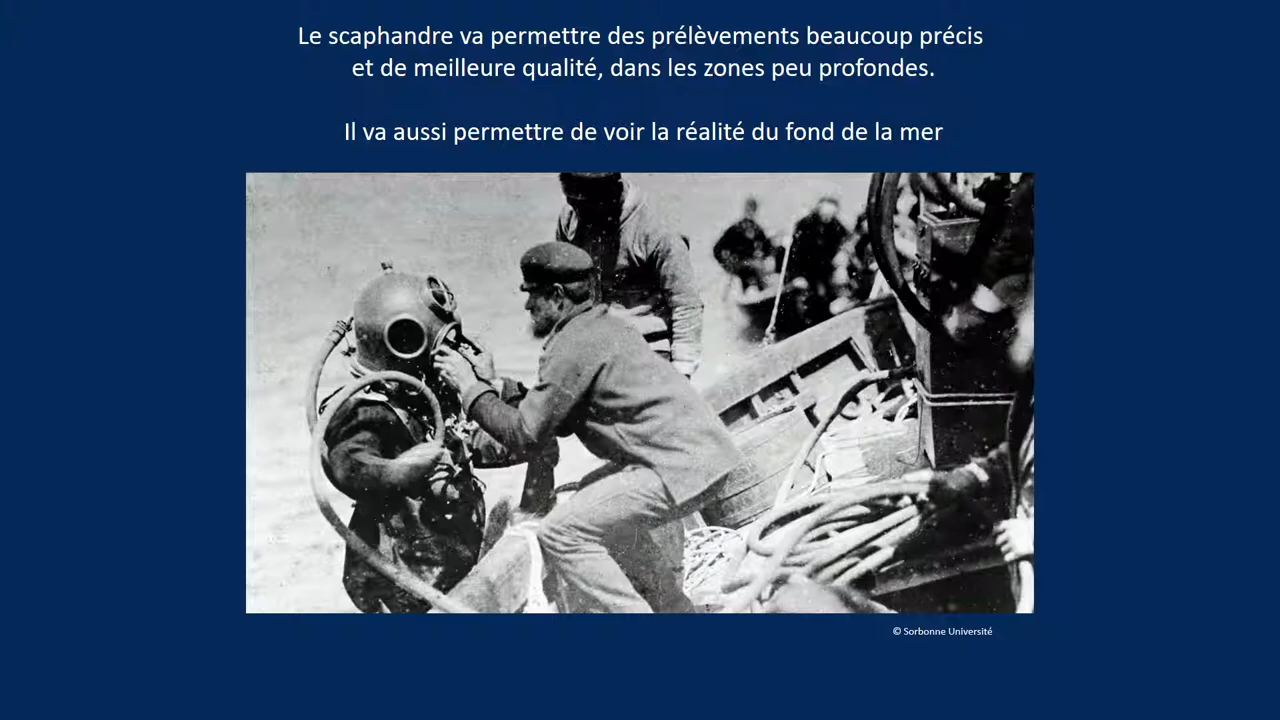 Le scaphandre va permettre des prélèvements beaucoup précis
et de meilleure qualité, dans les zones peu profondes.
Il va aussi permettre de voir la réalité du fond de la mer
© Sorbonne Université